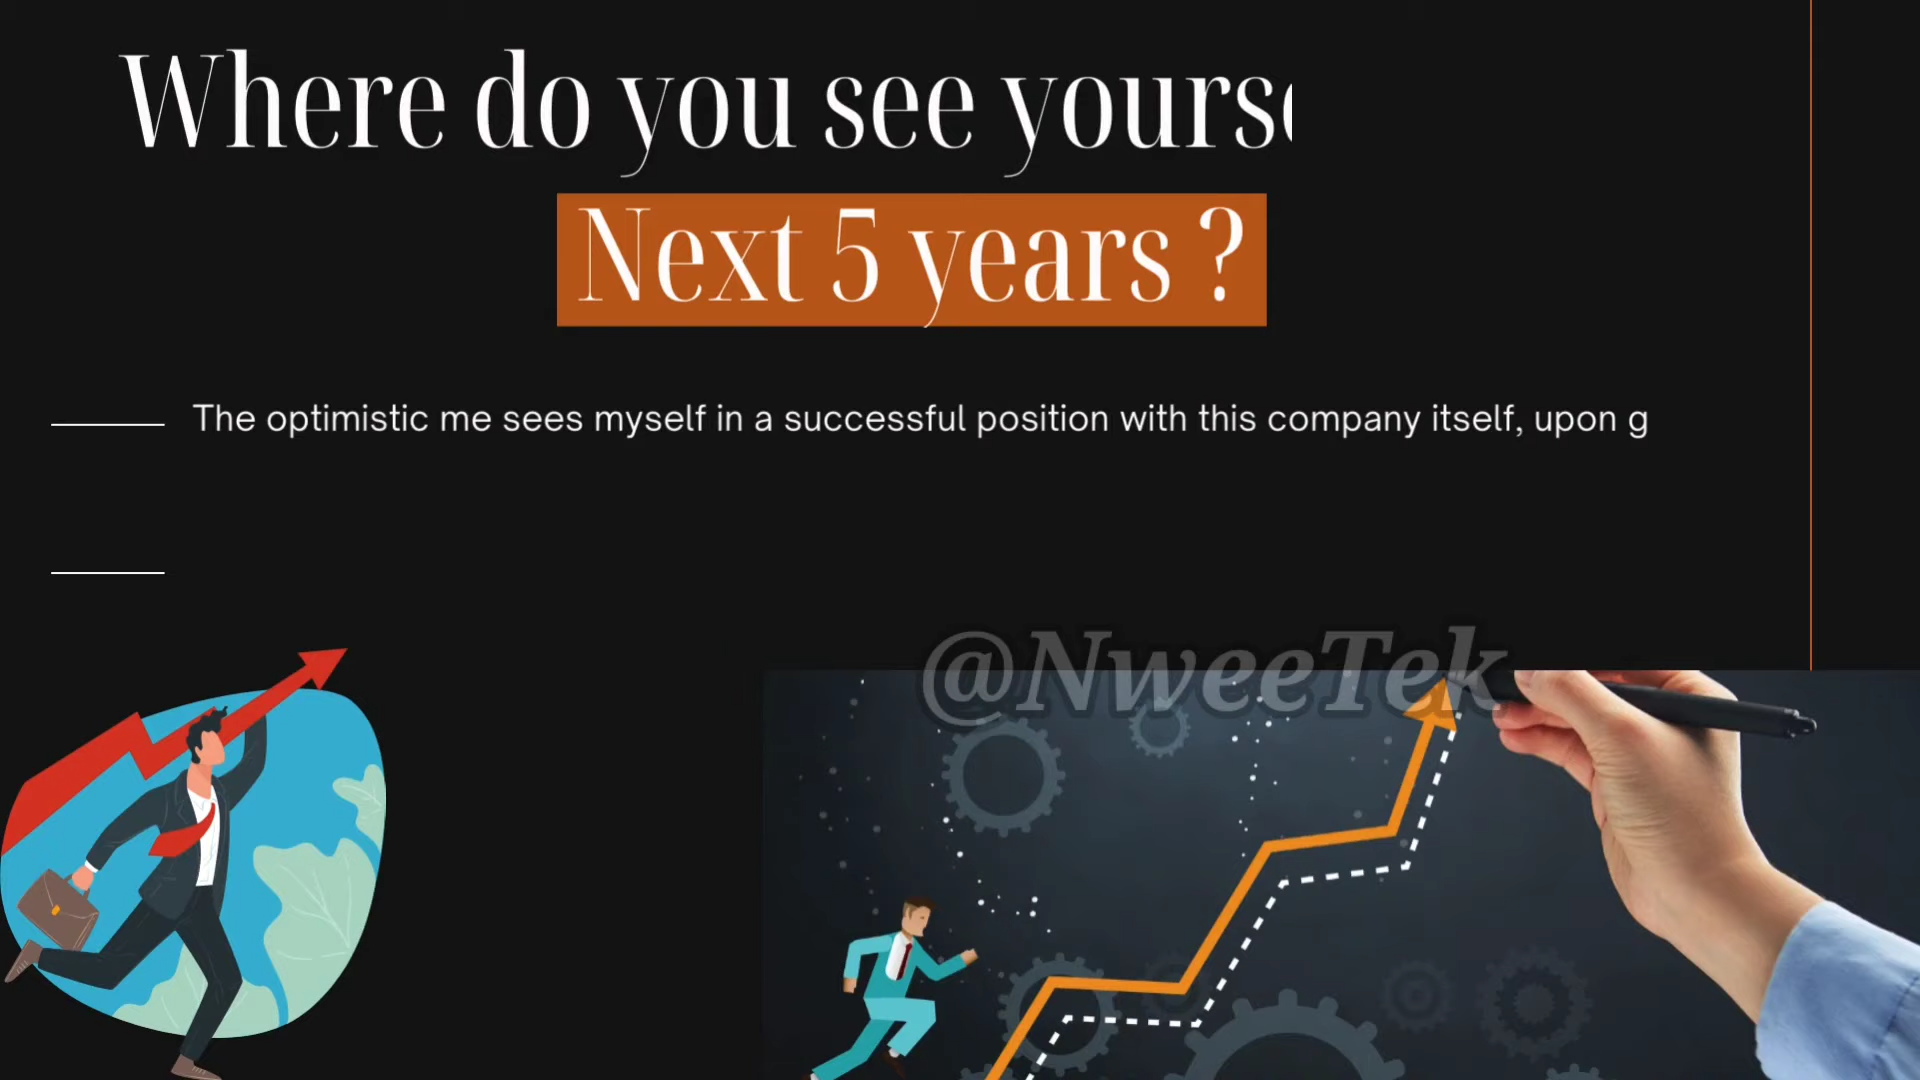 Where do you see yours
Next 5 years ?
The optimistic me sees myself in a successful position with this company itself, upon g
@NweeTek